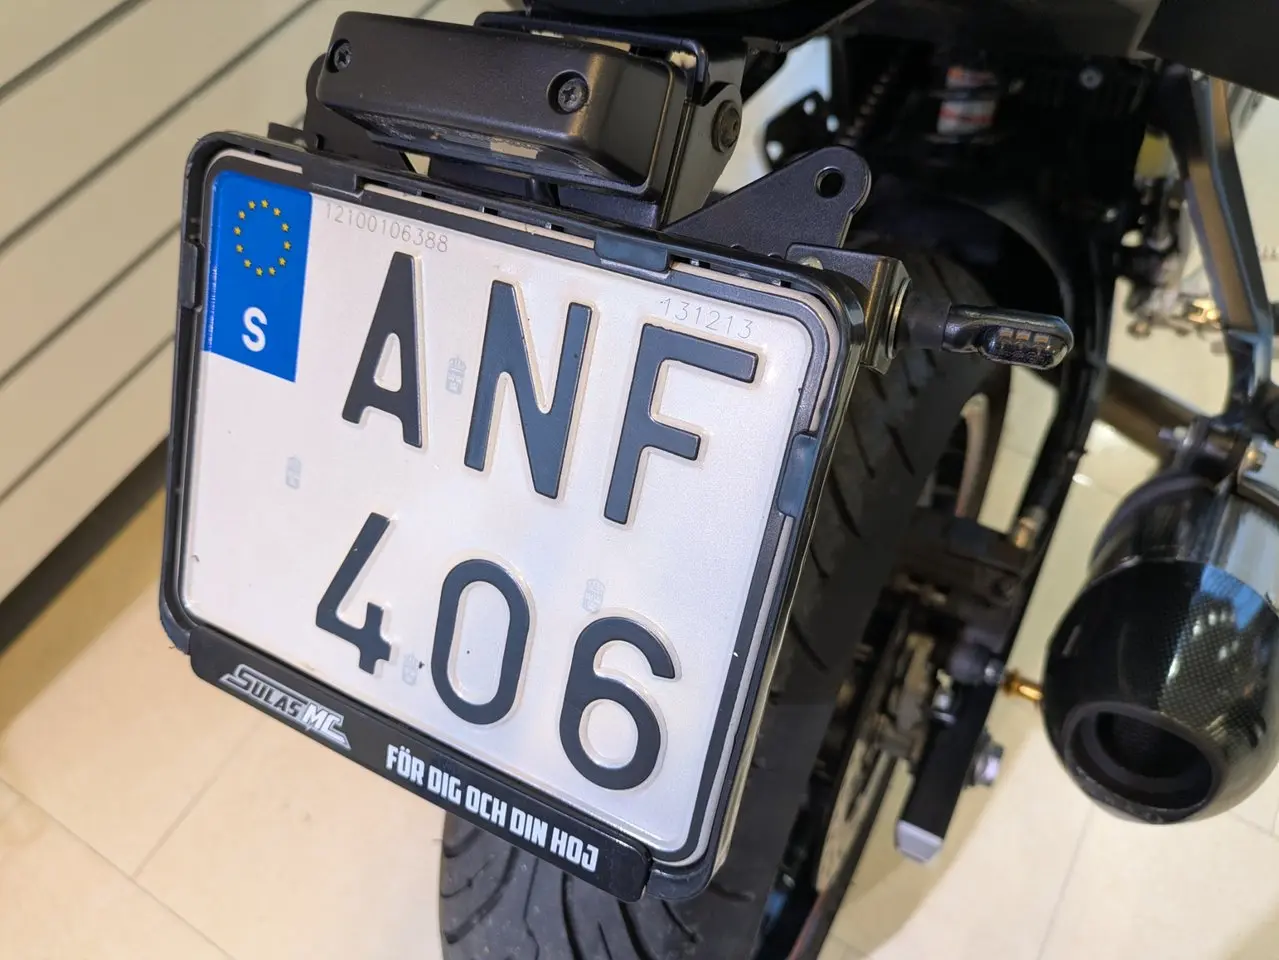 12100106388
131213
S
ANF
406
SULAS MC
FÖR DIG OCH DIN HOJ